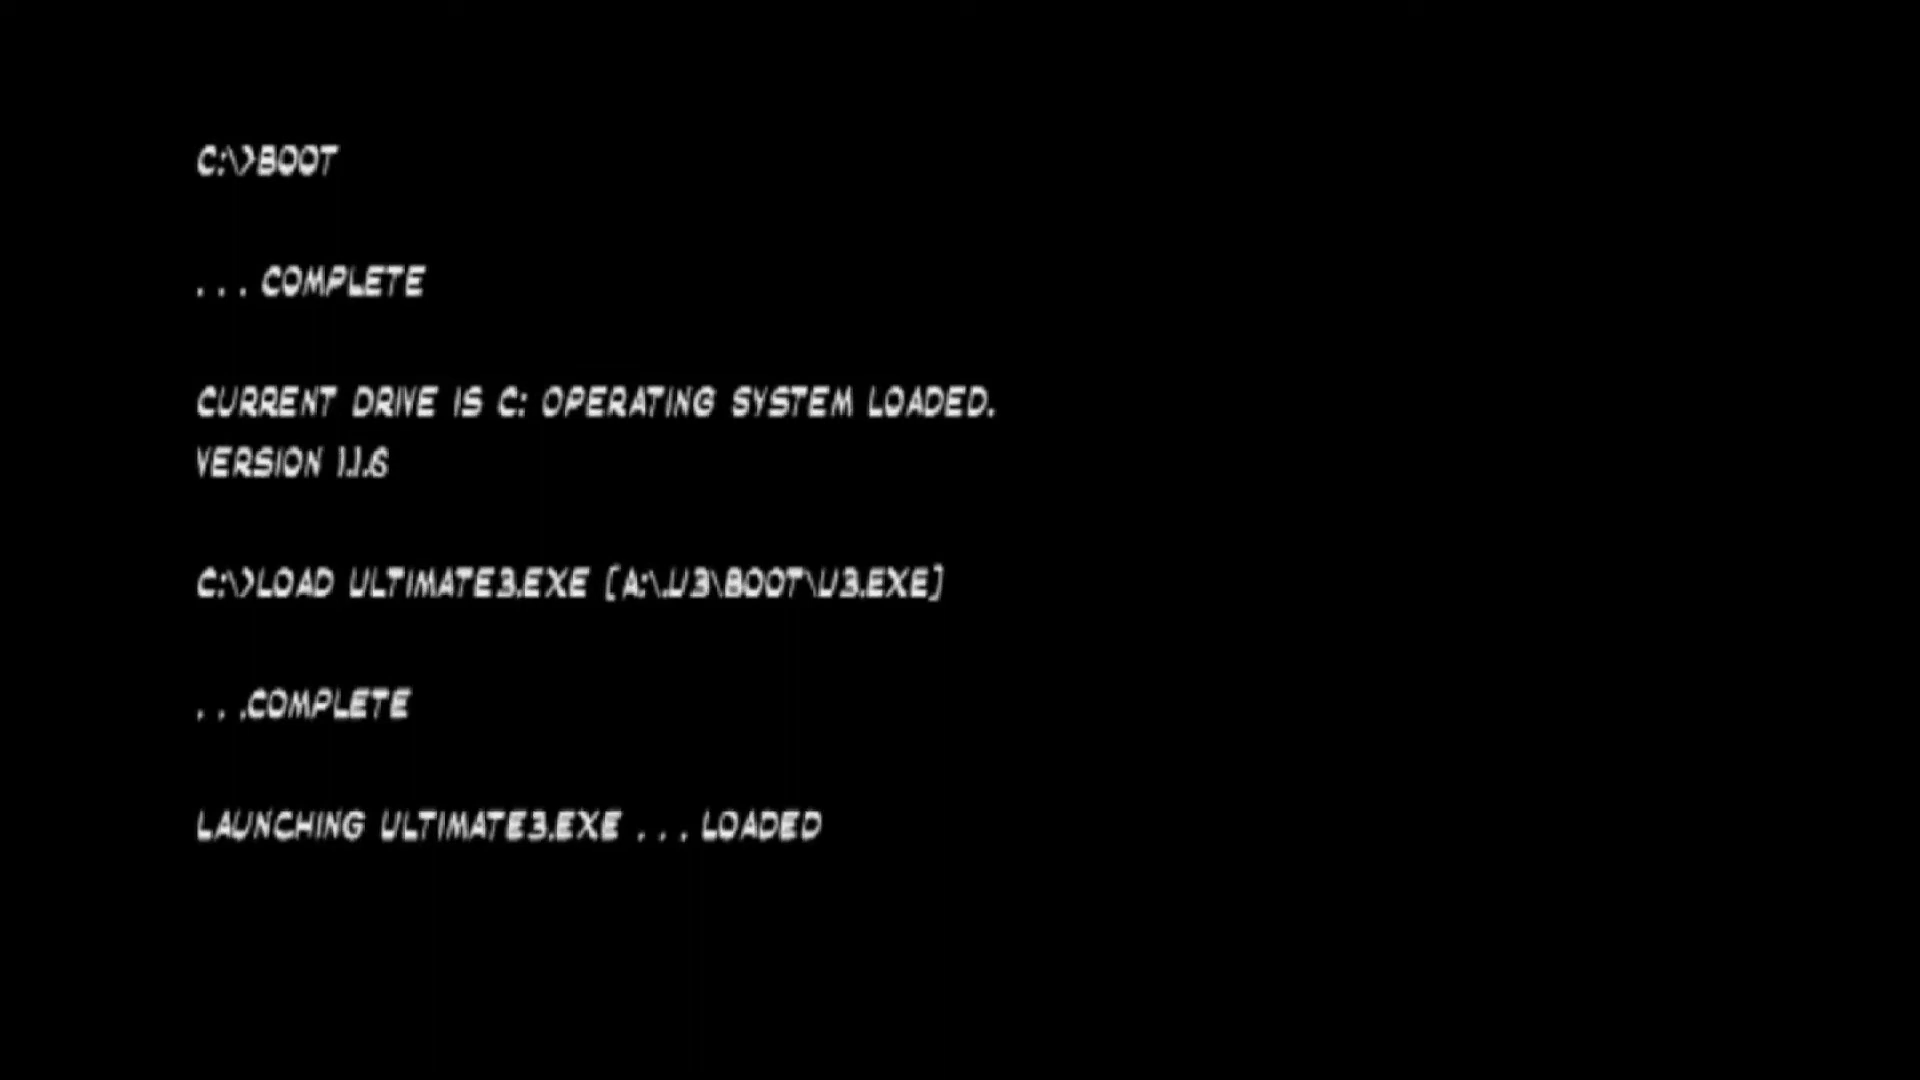 C:\>BOOT
. . . COMPLETE
CURRENT DRIVE IS C: OPERATING SYSTEM LOADED.
VERSION 1.1.6
C:\>LOAD ULTIMATE3.EXE [A:\.U3\BOOT\U3.EXE]
. . .COMPLETE
LAUNCHING ULTIMATE3.EXE . . . LOADED